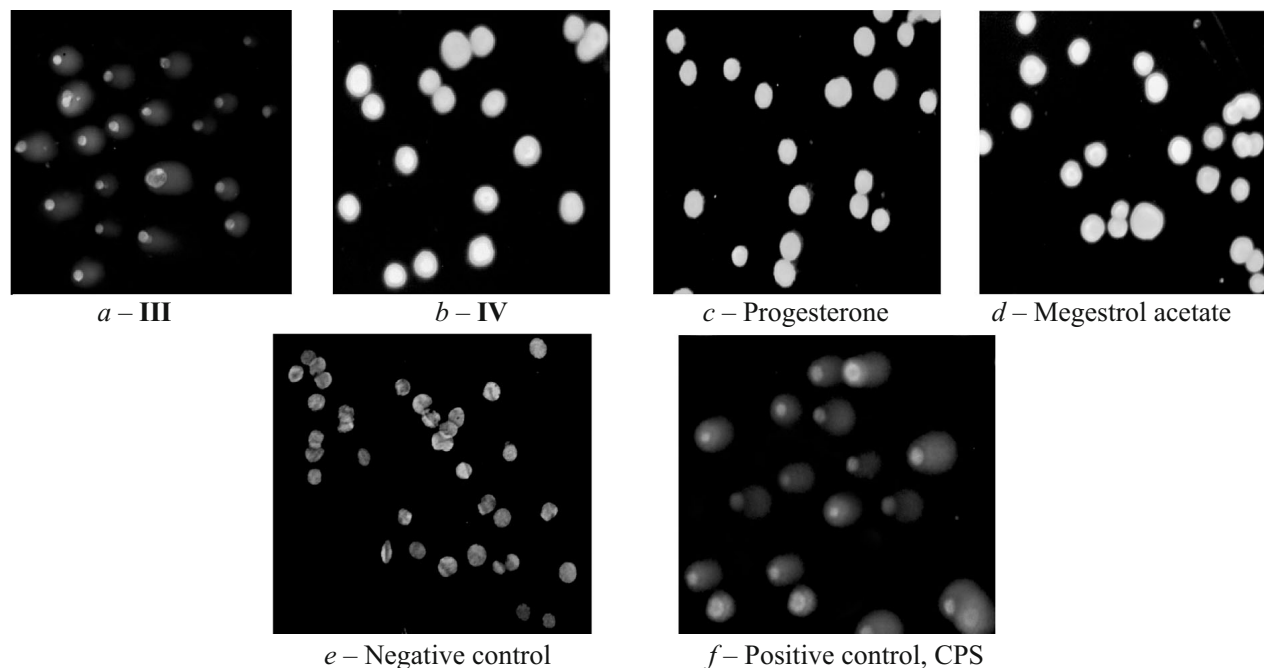 a – III
b – IV
c – Progesterone
d – Megestrol acetate
e – Negative control
f – Positive control, CPS